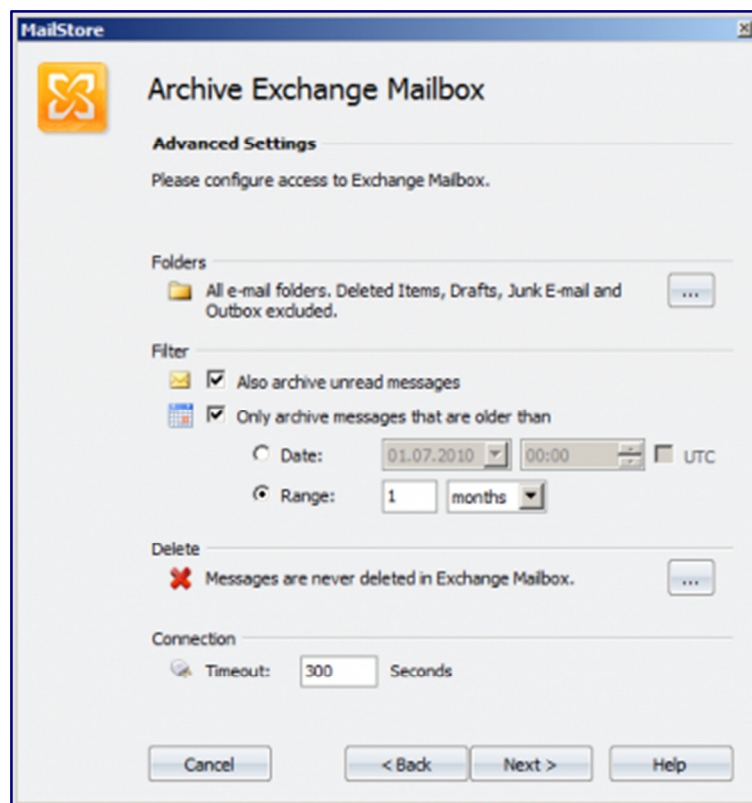 MailStore
Archive Exchange Mailbox
Advanced Settings
Please configure access to Exchange Mailbox.
Folders
All e-mail folders. Deleted Items, Drafts, Junk E-mail and
Outbox excluded.
...
Filter
Also archive unread messages
Only archive messages that are older than
Date: 01.07.2010 00:00 UTC
Range: 1 months
Delete
Messages are never deleted in Exchange Mailbox.
...
Connection
Timeout: 300 Seconds
Cancel < Back Next > Help